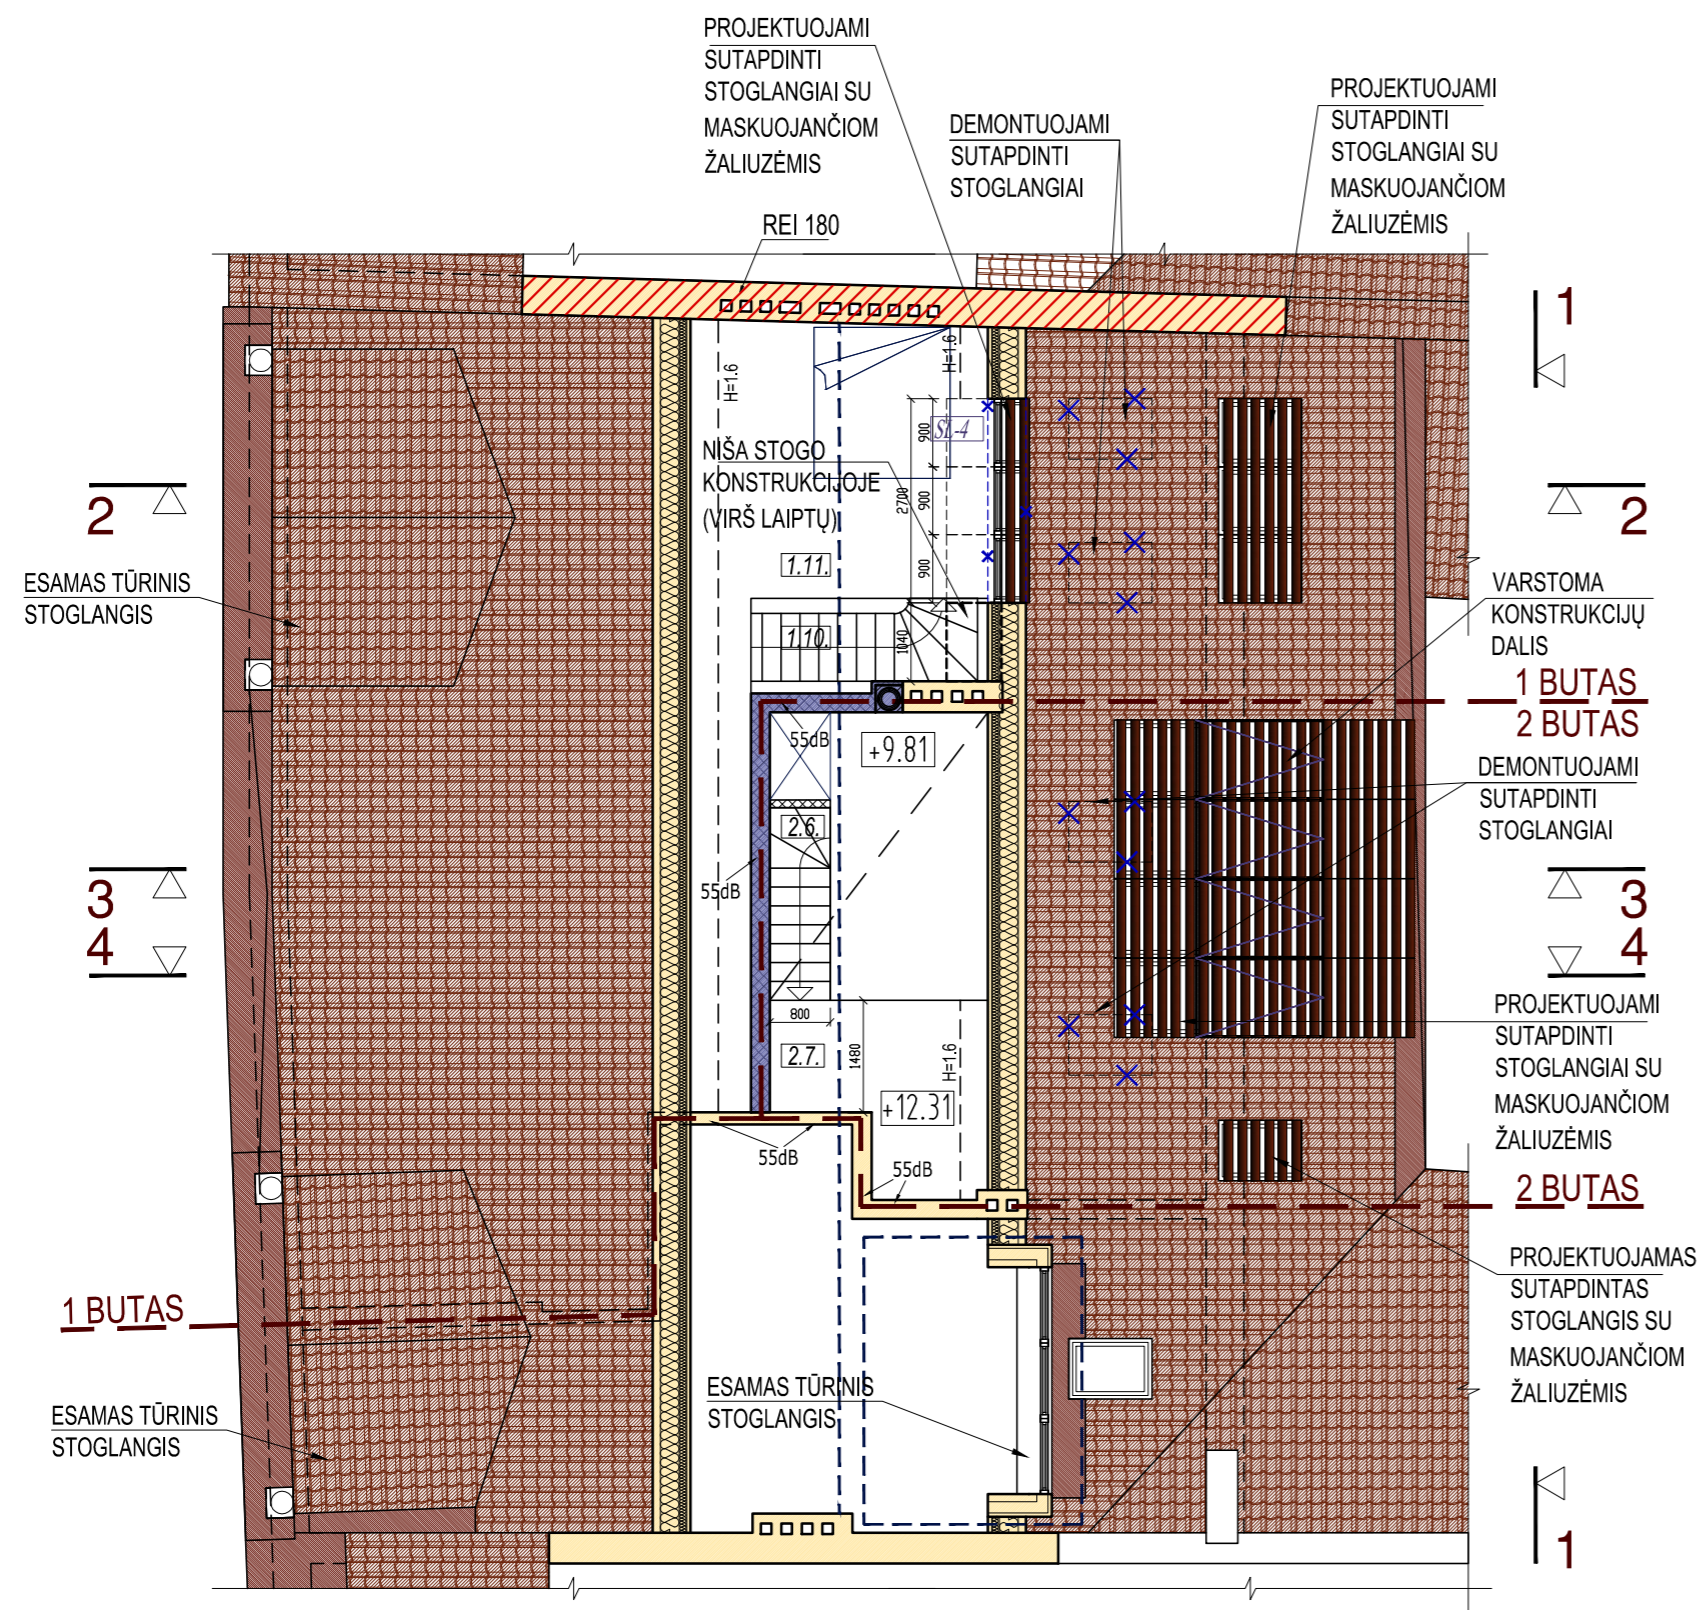 PROJEKTUOJAMI
SUTAPDINTI
STOGLANGIAI SU
MASKUOJANČIOM
ŽALIUZĖMIS
DEMONTUOJAMI
SUTAPDINTI
STOGLANGIAI
PROJEKTUOJAMI
SUTAPDINTI
STOGLANGIAI SU
MASKUOJANČIOM
ŽALIUZĖMIS
REI 180
1
H=1.6
H=1.6
SL-4
900
900
900
2700
NIŠA STOGO
KONSTRUKCIJOJE
(VIRŠ LAIPTŲ)
2
2
1.11.
ESAMAS TŪRINIS
STOGLANGIS
VARSTOMA
KONSTRUKCIJŲ
DALIS
1.10.
1040
1 BUTAS
2 BUTAS
55dB
+9.81
DEMONTUOJAMI
SUTAPDINTI
STOGLANGIAI
2.6.
55dB
3
4
3
4
800
2.7.
1480
H=1.6
+12.31
PROJEKTUOJAMI
SUTAPDINTI
STOGLANGIAI SU
MASKUOJANČIOM
ŽALIUZĖMIS
55dB
55dB
2 BUTAS
PROJEKTUOJAMAS
SUTAPDINTAS
STOGLANGIS SU
MASKUOJANČIOM
ŽALIUZĖMIS
1 BUTAS
ESAMAS TŪRINIS
STOGLANGIS
ESAMAS TŪRINIS
STOGLANGIS
1